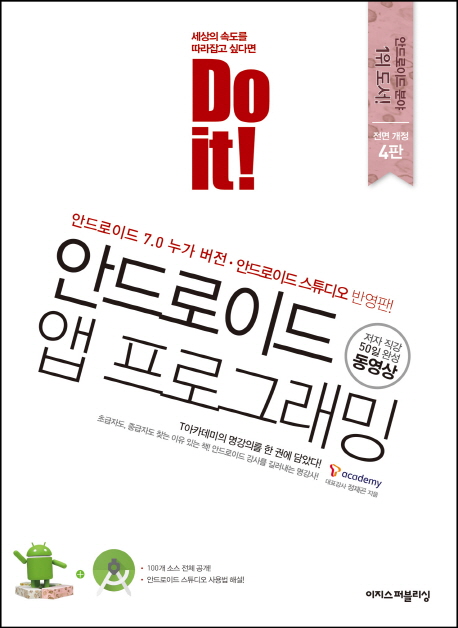 세상의 속도를
따라잡고 싶다면
Do
it!
안드로이드 분야
1위 도서!
전면 개정
4판
안드로이드 7.0 누가 버전·안드로이드 스튜디오 반영판!
안드로이드
앱 프로그래밍
저자 직강
50일 완성
동영상
T아카데미의 명강의를 한 권에 담았다!
초급자도, 중급자도 찾는 이유 있는 책! 안드로이드 강사를 길러내는 명강사!
T academy
대표강사 정재곤 지음
+
• 100개 소스 전체 공개!
• 안드로이드 스튜디오 사용법 해설!
이지스퍼블리싱